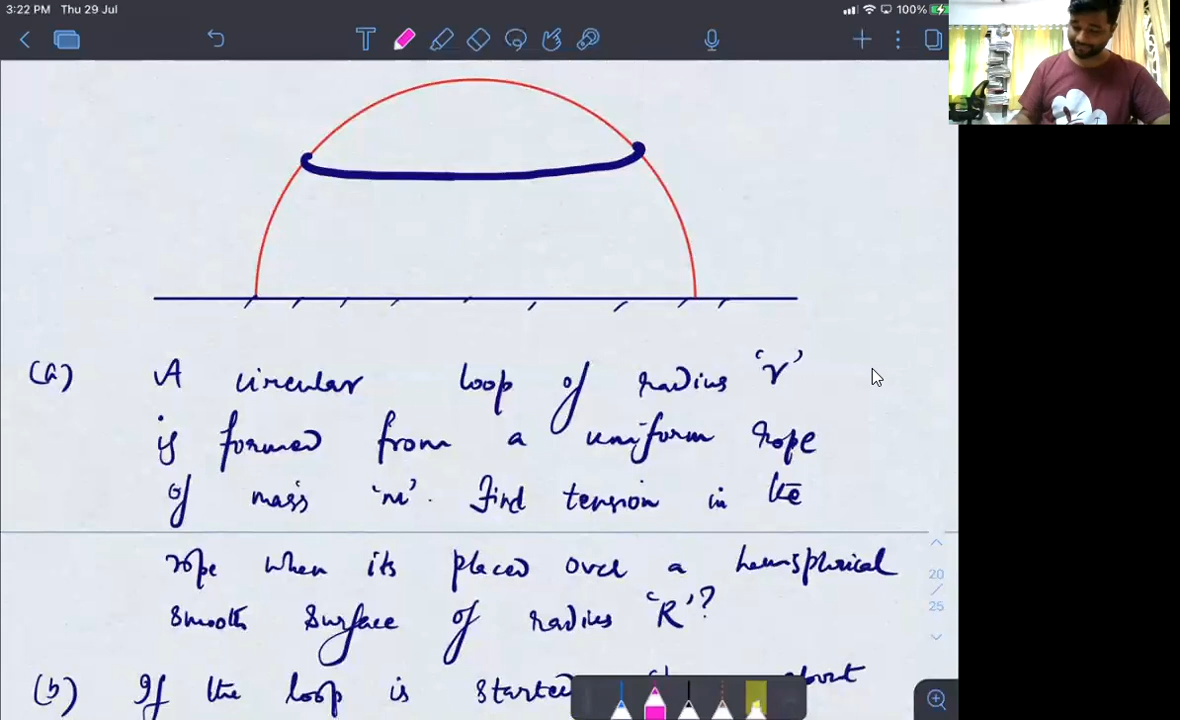 3:22 PM Thu 29 Jul 100%
T
(a) A circular loop of radius 'r'
is formed from a uniform rope
of mass 'm'. Find tension in the
rope when its placed over a hemispherical
20
/
25
smooth surface of radius 'R'?
(b) If the loop is started about